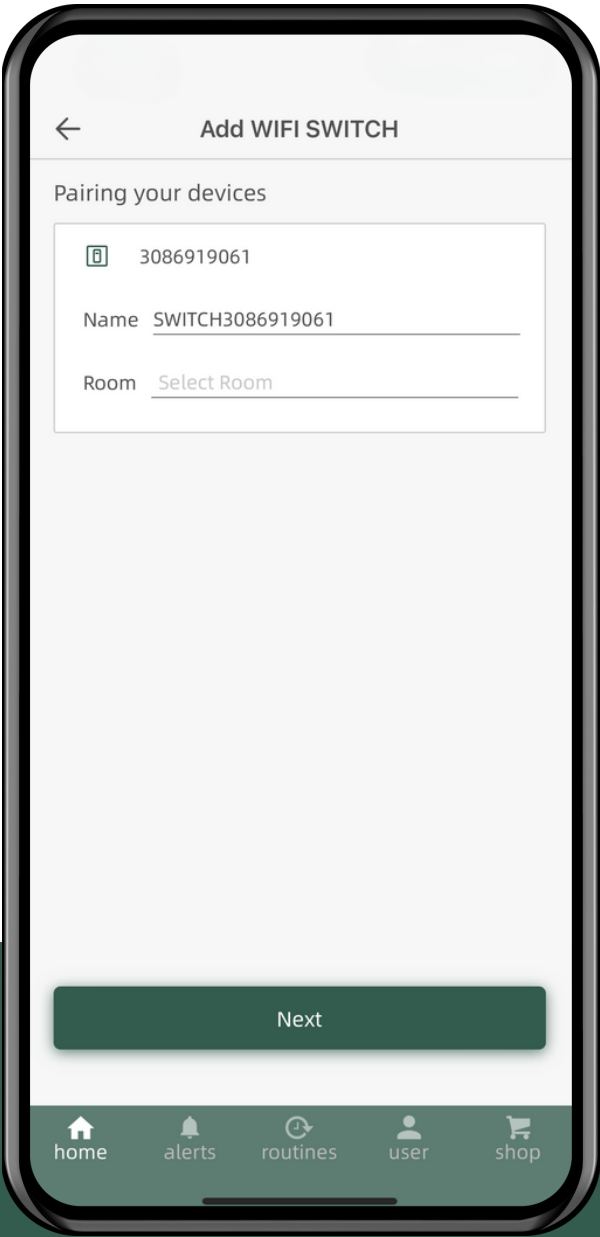 Add WIFI SWITCH
Pairing your devices
3086919061
Name SWITCH3086919061
Room Select Room
Next
home alerts routines user shop